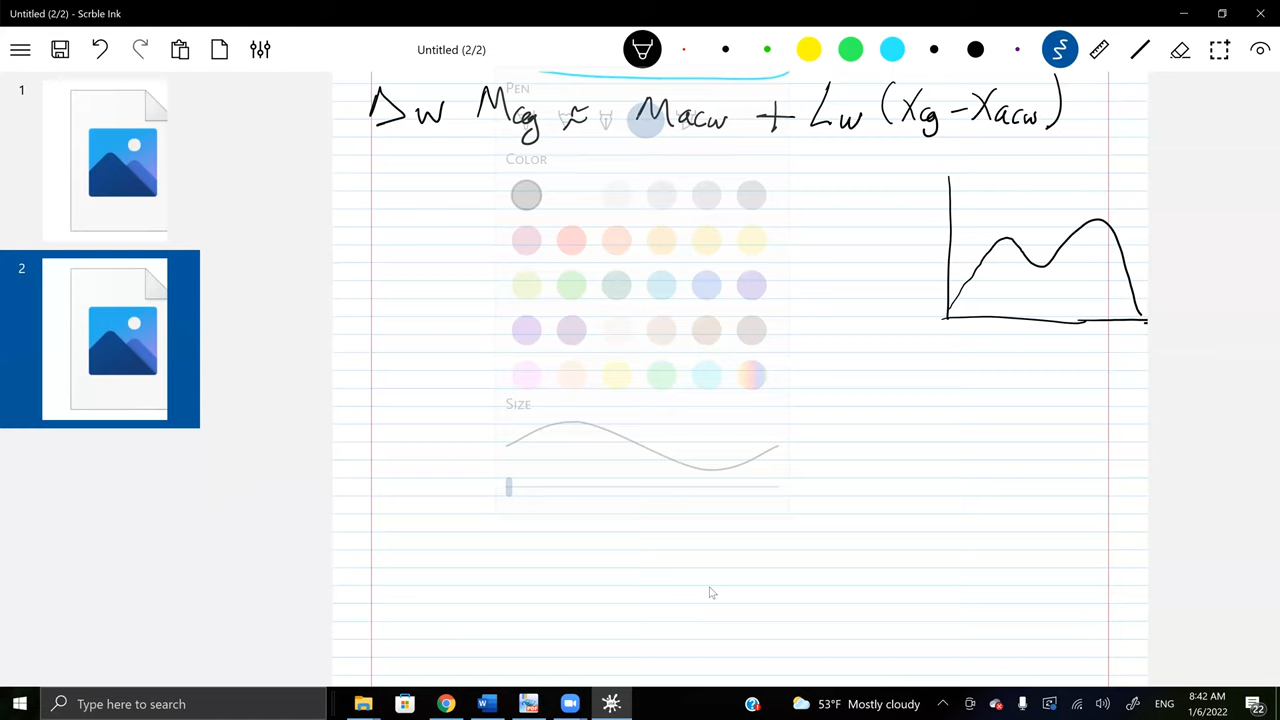 Untitled (2/2) - Scrble Ink
Untitled (2/2)
1
2
PEN
COLOR
SIZE
Δw Mcg ≈ Macw + Lw (Xcg - Xacw)
Type here to search
53°F Mostly cloudy
ENG
8:42 AM
1/6/2022
22